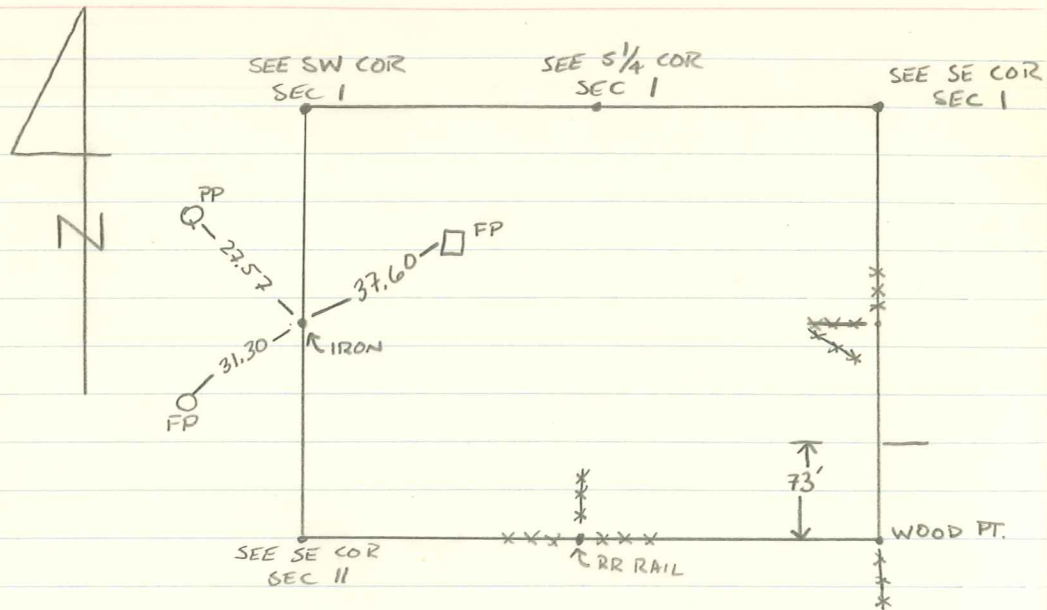 SEE SW COR
SEC 1
SEE S 1/4 COR
SEC 1
SEE SE COR
SEC 1
N
PP
27.57
FP
37.60
IRON
31.30
FP
73'
WOOD PT.
RR RAIL
SEE SE COR
SEC 11